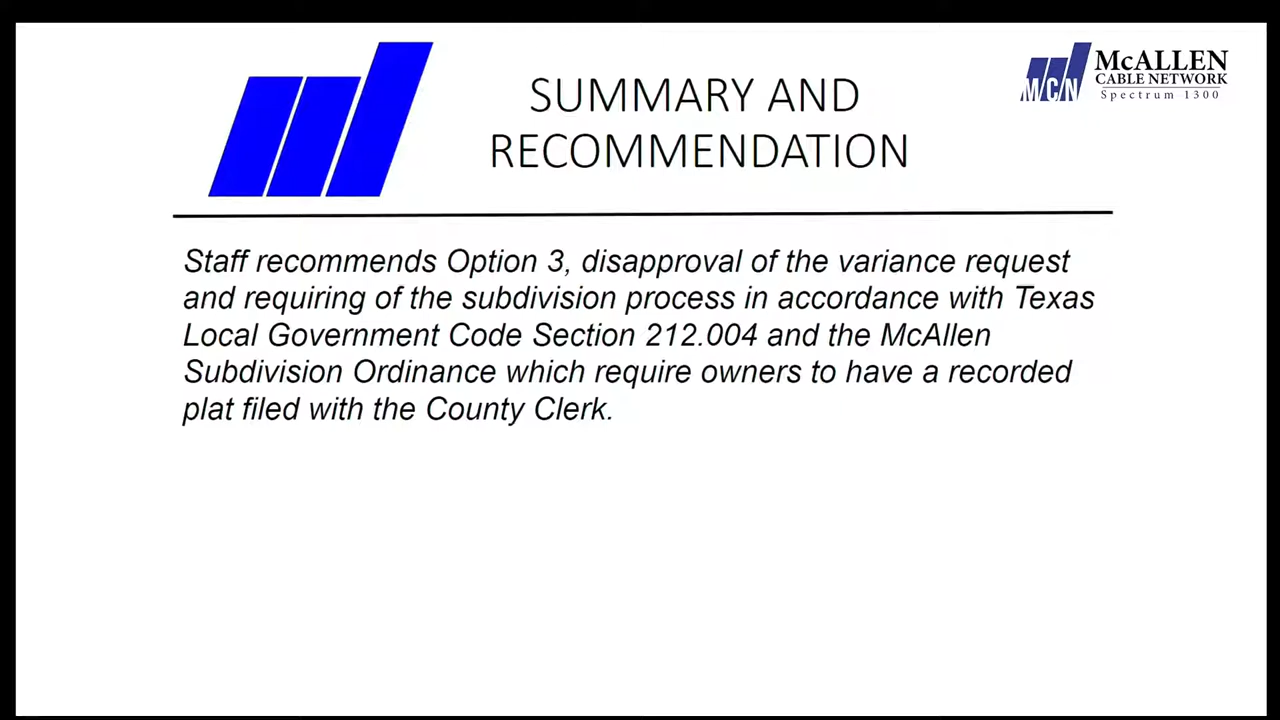 SUMMARY AND
RECOMMENDATION
MCN
McALLEN
CABLE NETWORK
Spectrum 1300
Staff recommends Option 3, disapproval of the variance request
and requiring of the subdivision process in accordance with Texas
Local Government Code Section 212.004 and the McAllen
Subdivision Ordinance which require owners to have a recorded
plat filed with the County Clerk.